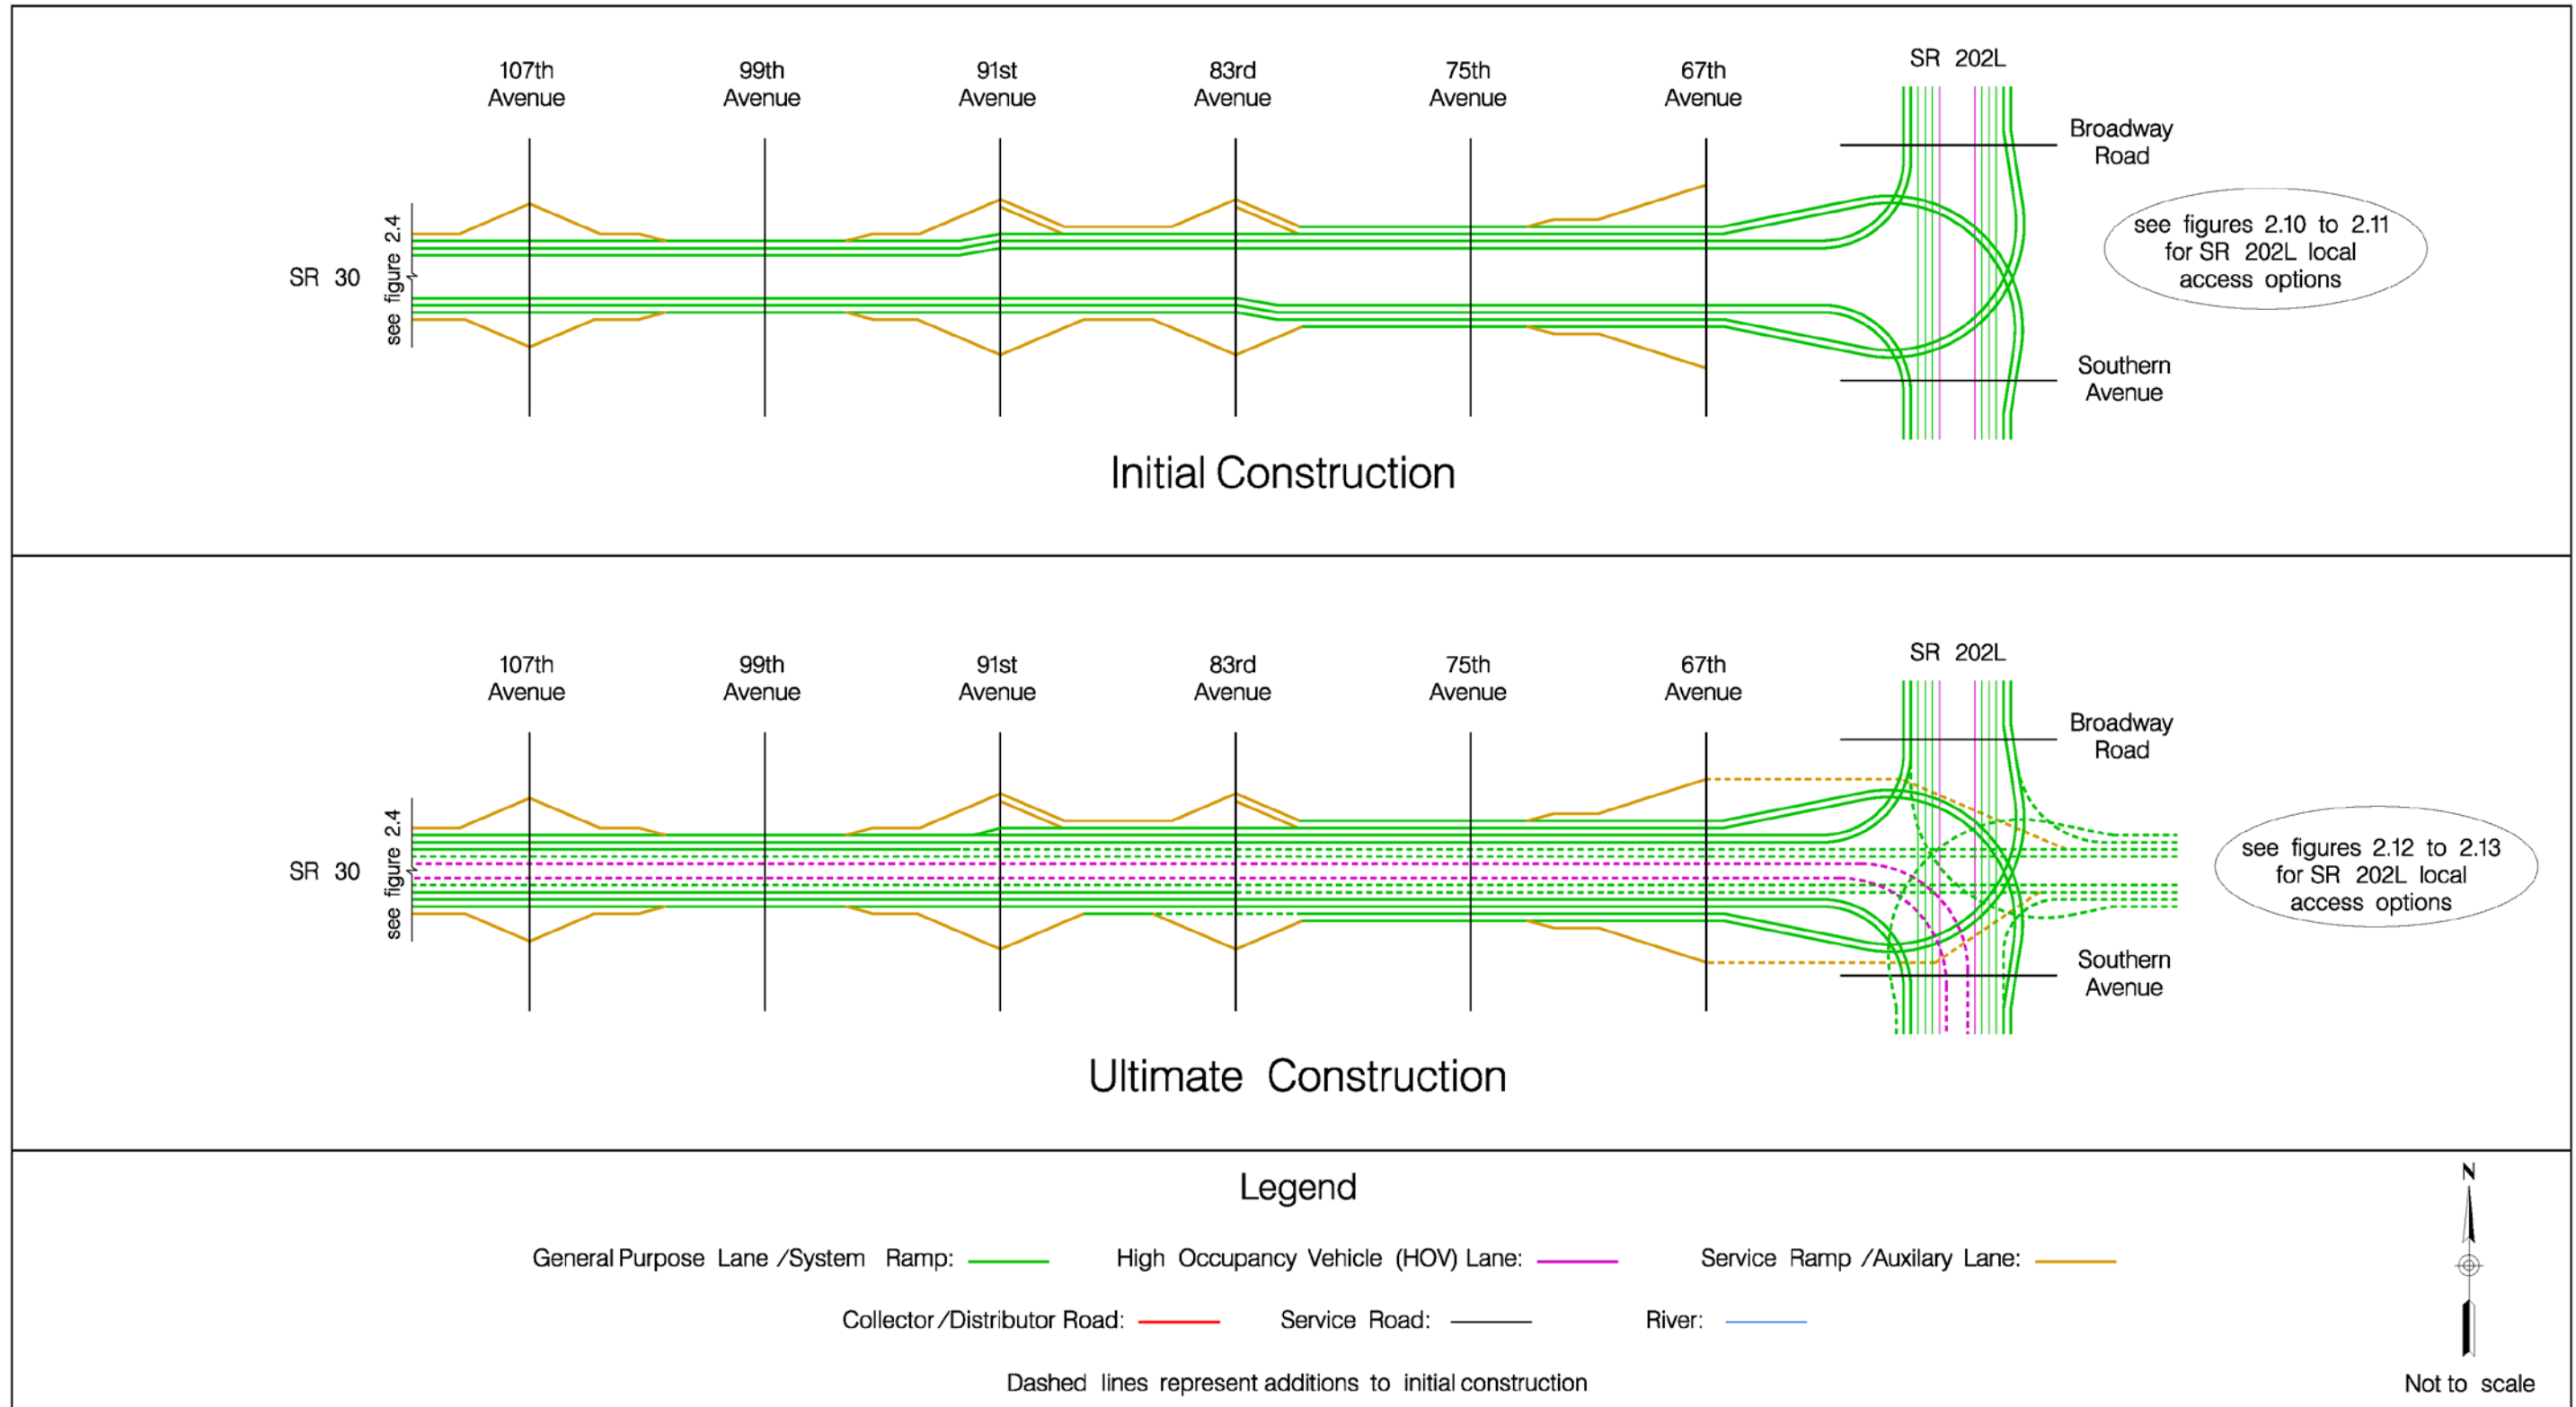 107th
Avenue
99th
Avenue
91st
Avenue
83rd
Avenue
75th
Avenue
67th
Avenue
SR 202L
Broadway
Road
see figure 2.4
SR 30
see figures 2.10 to 2.11
for SR 202L local
access options
Southern
Avenue
Initial Construction
107th
Avenue
99th
Avenue
91st
Avenue
83rd
Avenue
75th
Avenue
67th
Avenue
SR 202L
Broadway
Road
see figure 2.4
SR 30
see figures 2.12 to 2.13
for SR 202L local
access options
Southern
Avenue
Ultimate Construction
Legend
General Purpose Lane /System Ramp:
High Occupancy Vehicle (HOV) Lane:
Service Ramp /Auxilary Lane:
Collector/Distributor Road:
Service Road:
River:
Dashed lines represent additions to initial construction
N
Not to scale